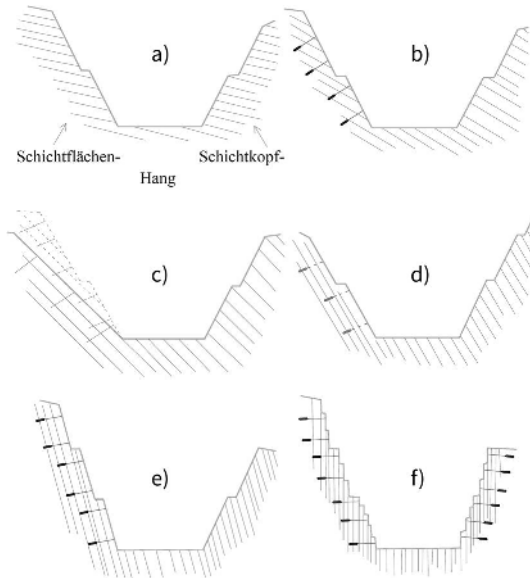 a)
b)
Schichtflächen-
Schichtkopf-
Hang
c)
d)
e)
f)